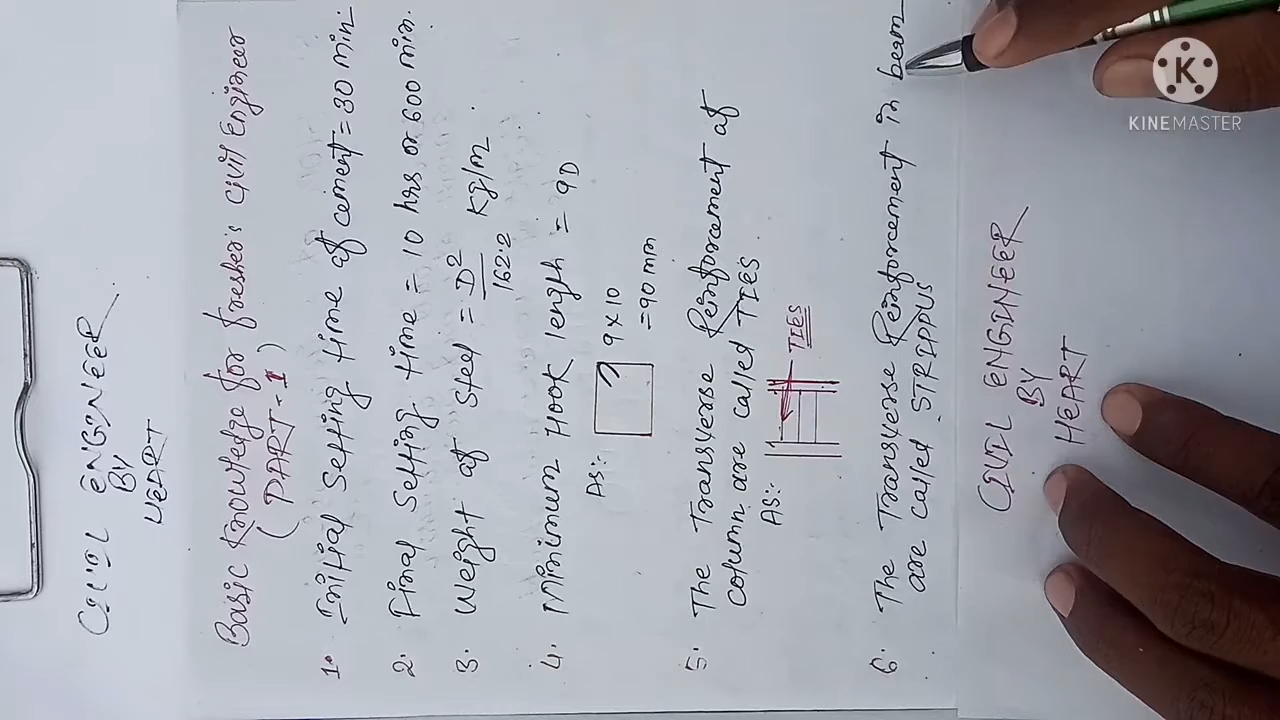 CIVIL ENGINEER
BY
HEART
Basic Knowledge for fresher's Civil Engineer
(PART-1)
1. Initial Setting time of cement = 30 min.
2. Final Setting time = 10 hrs or 600 min.
3. Weight of Steel = D²/162.2 Kg/m.
4. Minimum Hook length = 9D
AS:- 9 x 10
= 90 mm
5. The Transverse Reinforcement of
column are called TIES
AS:- TIES
6. The Transverse Reinforcement in beam
are called STRIPPUS
CIVIL ENGINEER
BY
HEART
K
KINEMASTER